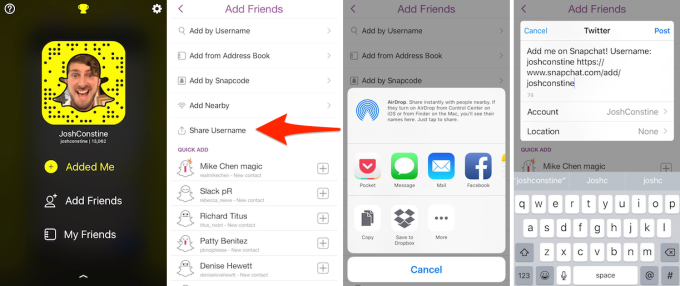 JoshConstine
joshconstine | 13,062
Added Me
Add Friends
My Friends
Add Friends
Add by Username
Add from Address Book
Add by Snapcode
Add Nearby
Share Username
QUICK ADD
Mike Chen magic
New contact
Slack pR
New contact
Richard Titus
New contact
Patty Benitez
New contact
Denise Hewett
New contact
Add Friends
Add by Username
Add from Address Book
Add by Snapcode
AirDrop. Share instantly with people nearby. If
they turn on AirDrop from Control Center on
iOS or from Finder on the Mac, you'll see their
names here. Just tap to share.
Pocket
Message
Mail
Facebook
Copy
Save to
Dropbox
More
Cancel
Add Friends
Cancel
Twitter
Post
Add me on Snapchat! Username:
joshconstine https://
www.snapchat.com/add/
joshconstine
74
Account
JoshConstine
Location
None
Mike Chen magic
"joshconstine"
Joshc
joshc
q w e r t y u i o p
a s d f g h j k l
z x c v b n m
123
space
@
#